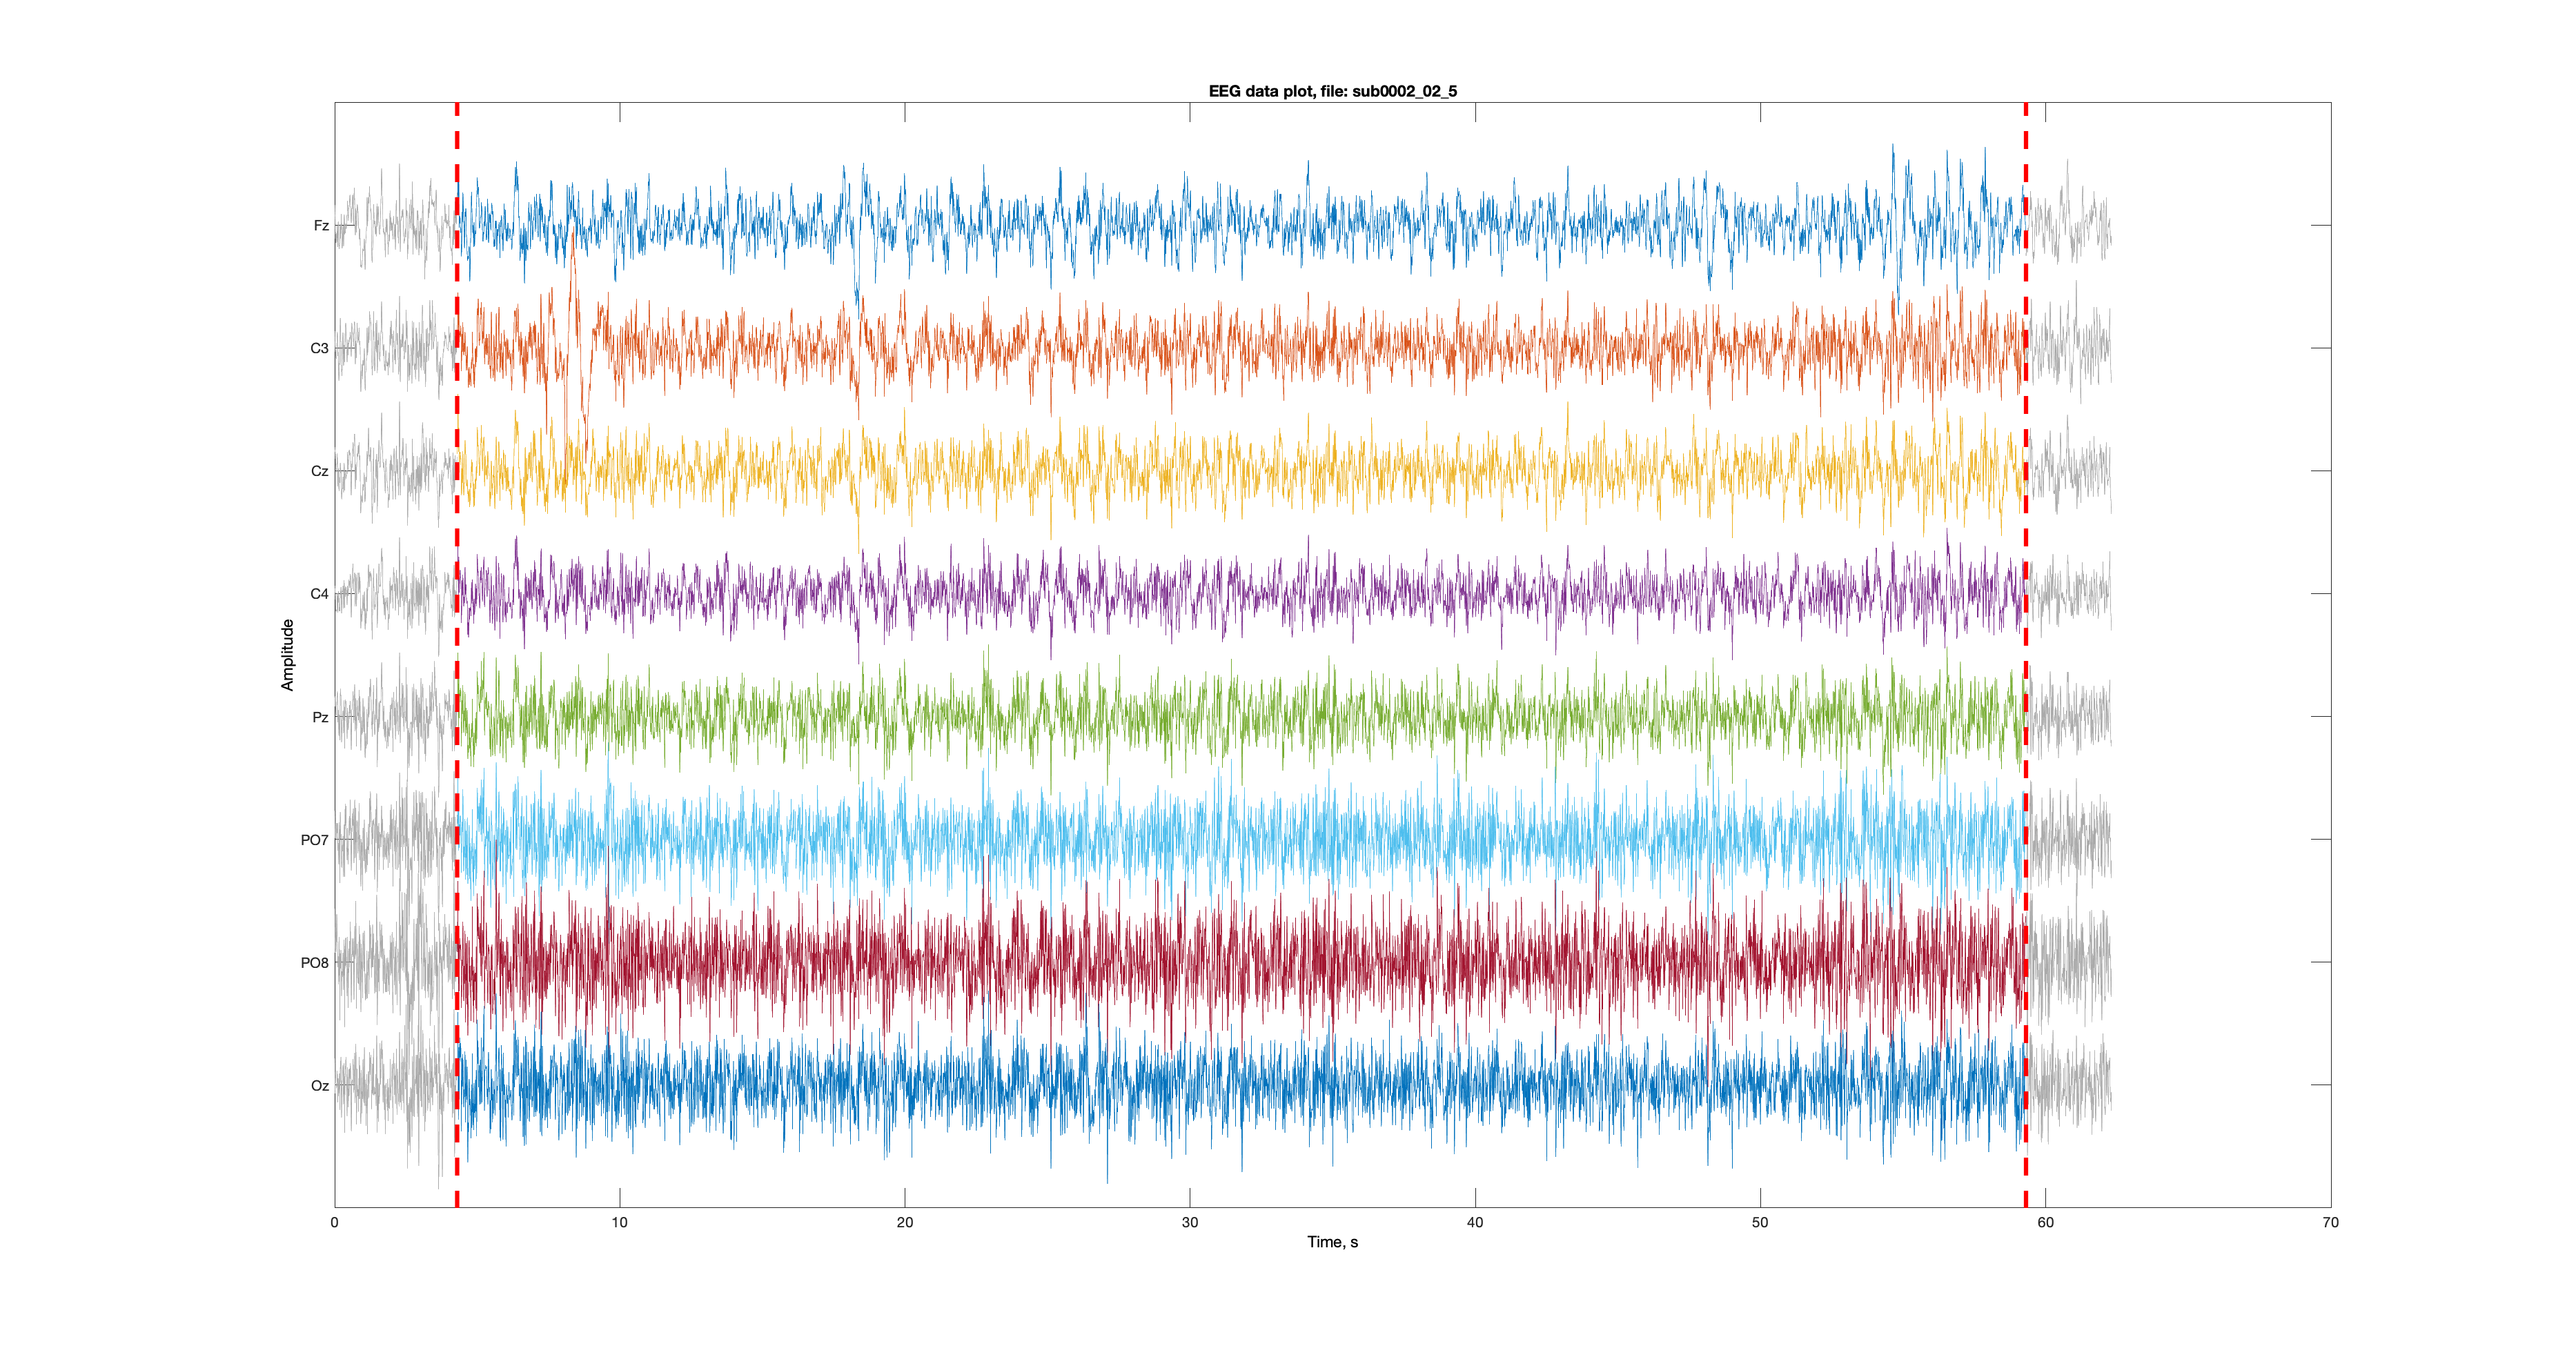 EEG data plot, file: sub0002_02_5
Amplitude
Fz
C3
Cz
C4
Pz
PO7
PO8
Oz
0 10 20 30 40 50 60 70
Time, s